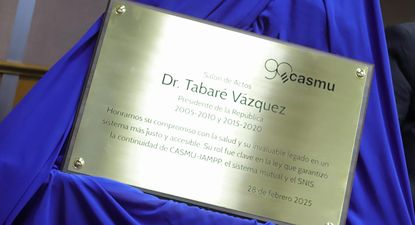 90 casmu
Salón de Actos
Dr. Tabaré Vázquez
Presidente de la República
2005-2010 y 2015-2020
Honramos su compromiso con la salud y su invaluable legado en un
sistema más justo y accesible. Su rol fue clave en la ley que garantizó
la continuidad de CASMU-IAMPP, el sistema mutual y el SNIS.
28 de febrero 2025